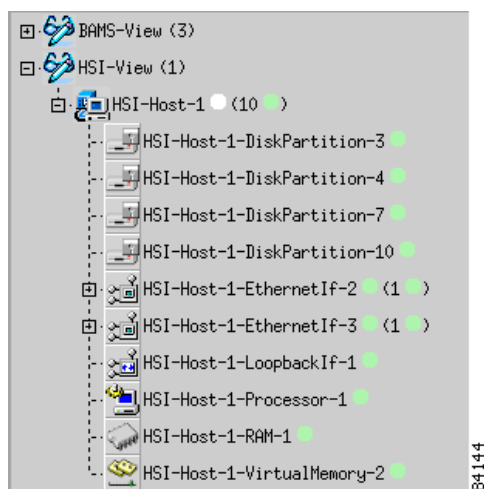 BAMS-View (3)
HSI-View (1)
HSI-Host-1 (10 )
HSI-Host-1-DiskPartition-3
HSI-Host-1-DiskPartition-4
HSI-Host-1-DiskPartition-7
HSI-Host-1-DiskPartition-10
HSI-Host-1-EthernetIf-2 (1 )
HSI-Host-1-EthernetIf-3 (1 )
HSI-Host-1-LoopbackIf-1
HSI-Host-1-Processor-1
HSI-Host-1-RAM-1
HSI-Host-1-VirtualMemory-2
84144